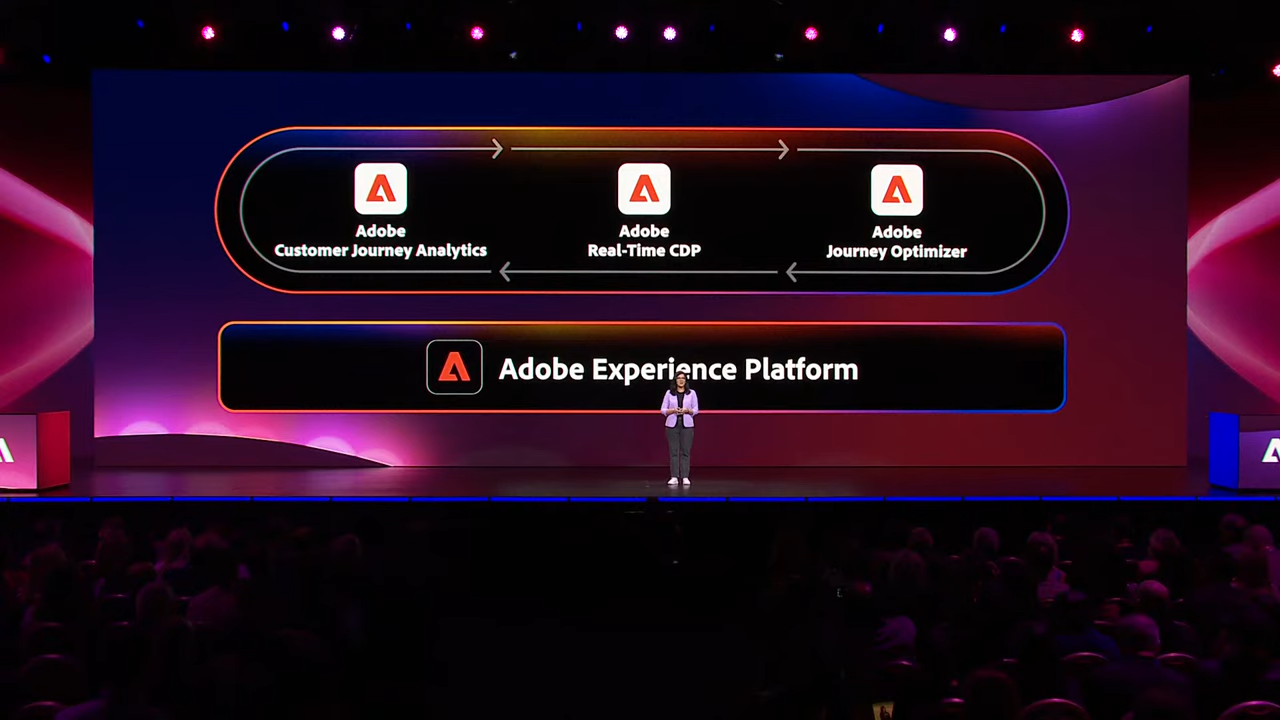 Adobe
Customer Journey Analytics
Adobe
Real-Time CDP
Adobe
Journey Optimizer
Adobe Experience Platform